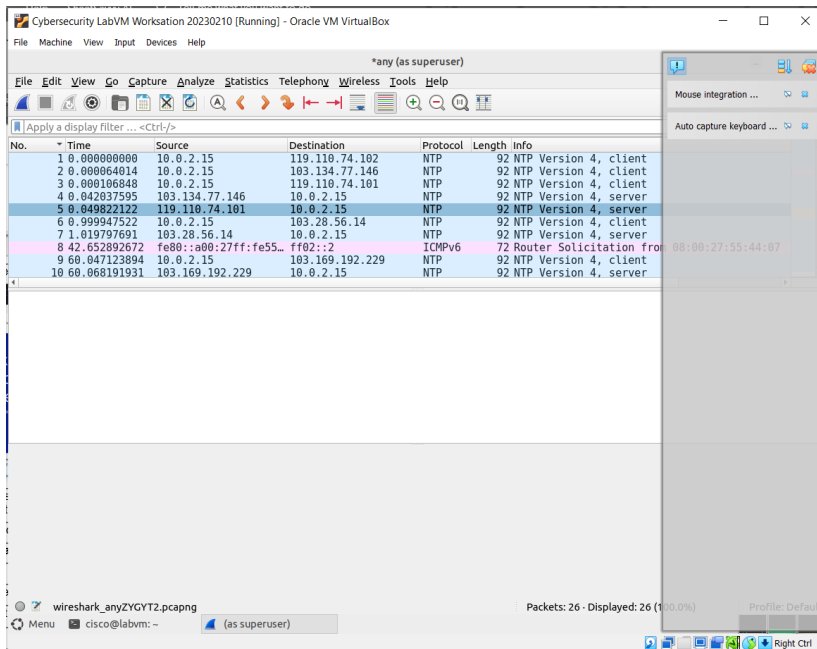 Cybersecurity LabVM Worksation 20230210 [Running] - Oracle VM VirtualBox
File Machine View Input Devices Help
*any (as superuser)
File Edit View Go Capture Analyze Statistics Telephony Wireless Tools Help
Mouse integration ...
Apply a display filter ... <Ctrl-/>
Auto capture keyboard ...
No. Time Source Destination Protocol Length Info
1 0.000000000 10.0.2.15 119.110.74.102 NTP 92 NTP Version 4, client
2 0.000064014 10.0.2.15 103.134.77.146 NTP 92 NTP Version 4, client
3 0.000106848 10.0.2.15 119.110.74.101 NTP 92 NTP Version 4, client
4 0.042037595 103.134.77.146 10.0.2.15 NTP 92 NTP Version 4, server
5 0.049822122 119.110.74.101 10.0.2.15 NTP 92 NTP Version 4, server
6 0.999947522 10.0.2.15 103.28.56.14 NTP 92 NTP Version 4, client
7 1.019797691 103.28.56.14 10.0.2.15 NTP 92 NTP Version 4, server
8 42.652892672 fe80::a00:27ff:fe55… ff02::2 ICMPv6 72 Router Solicitation from 08:00:27:55:44:07
9 60.047123894 10.0.2.15 103.169.192.229 NTP 92 NTP Version 4, client
10 60.068191931 103.169.192.229 10.0.2.15 NTP 92 NTP Version 4, server
wireshark_anyZYGYT2.pcapng Packets: 26 · Displayed: 26 (100.0%) Profile: Defau
Menu cisco@labvm: ~ (as superuser)
Right Ctrl